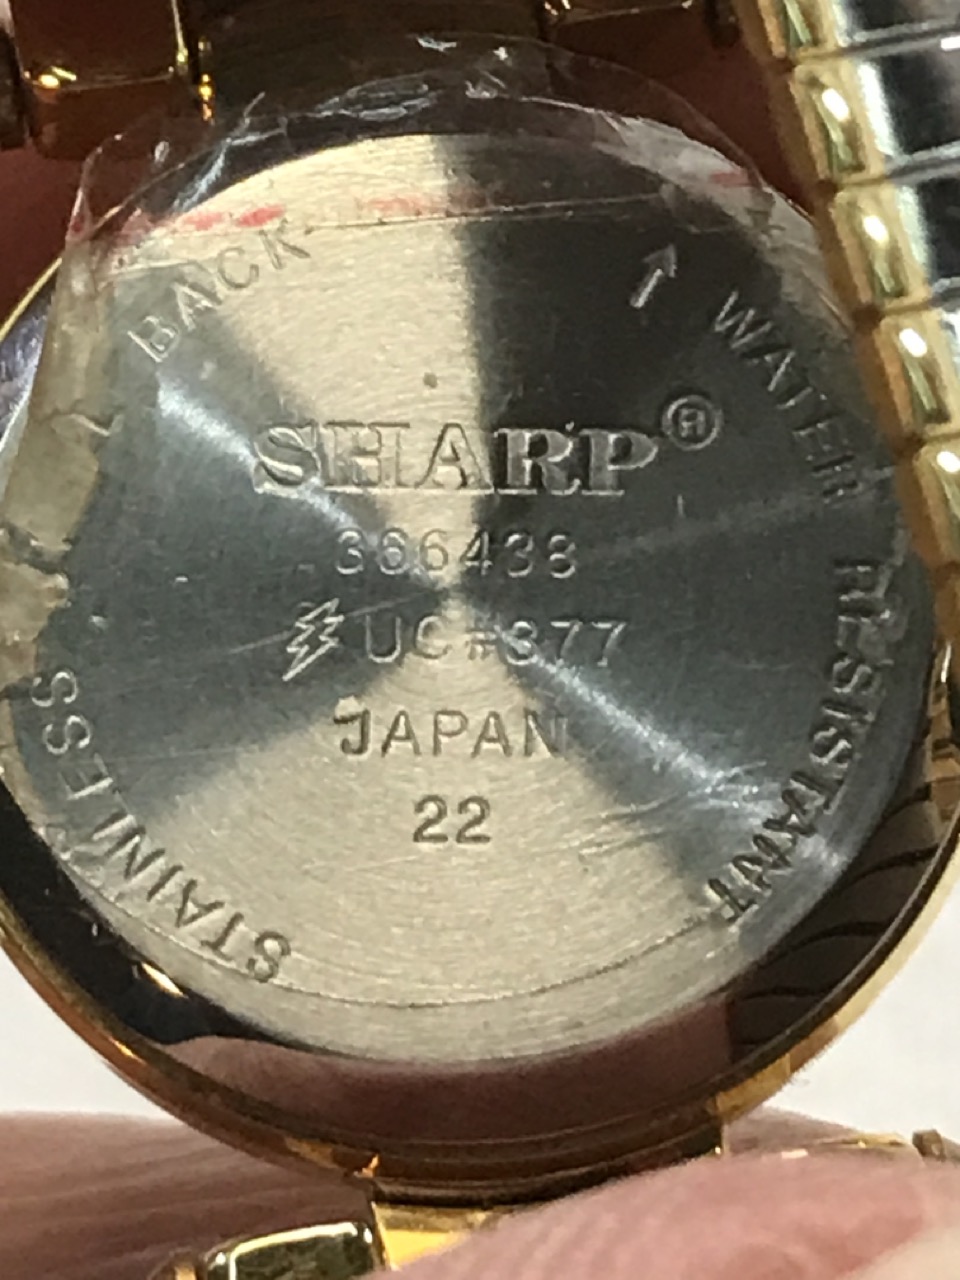 SHARP®
366438
UC=377
JAPAN
22
↑ WATER RESISTANT
STAINLESS
BACK